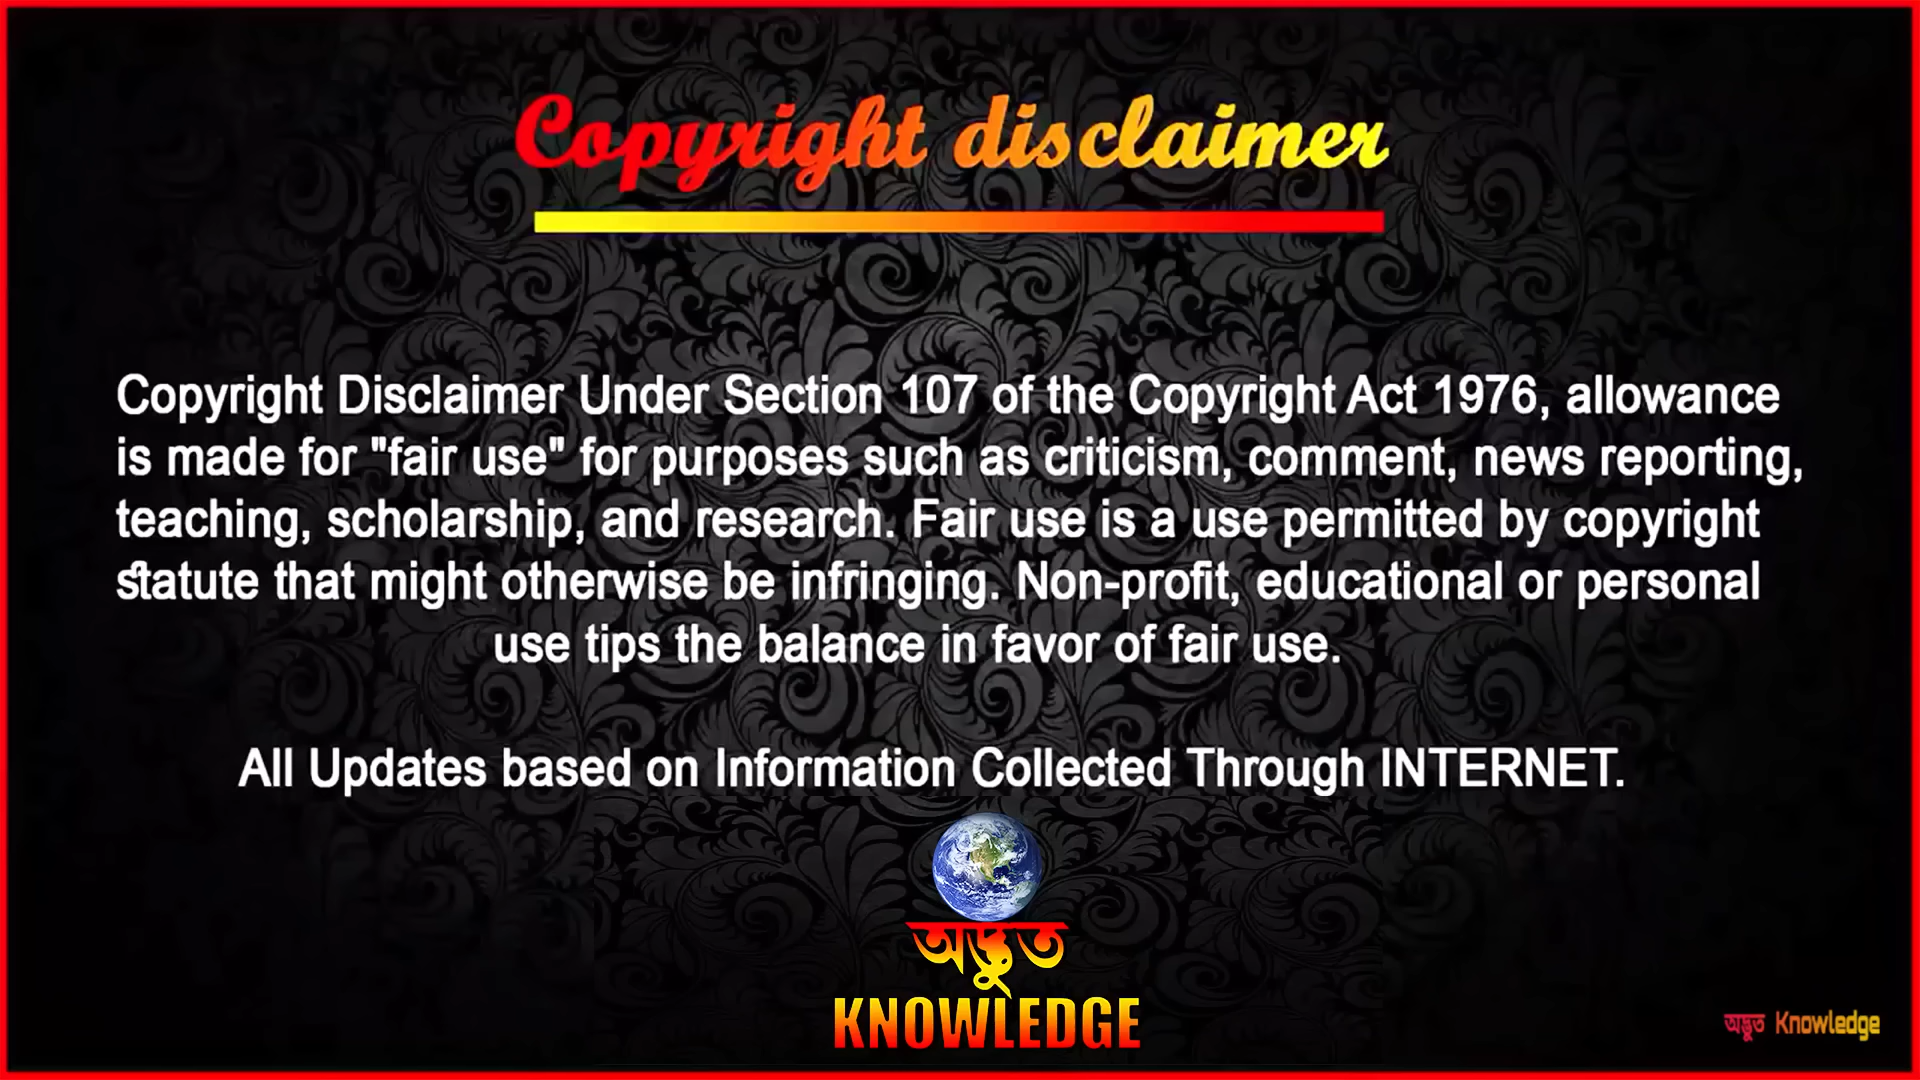 Copyright disclaimer
Copyright Disclaimer Under Section 107 of the Copyright Act 1976, allowance
is made for "fair use" for purposes such as criticism, comment, news reporting,
teaching, scholarship, and research. Fair use is a use permitted by copyright
statute that might otherwise be infringing. Non-profit, educational or personal
use tips the balance in favor of fair use.
All Updates based on Information Collected Through INTERNET.
অদ্ভুত
KNOWLEDGE
অদ্ভুত Knowledge